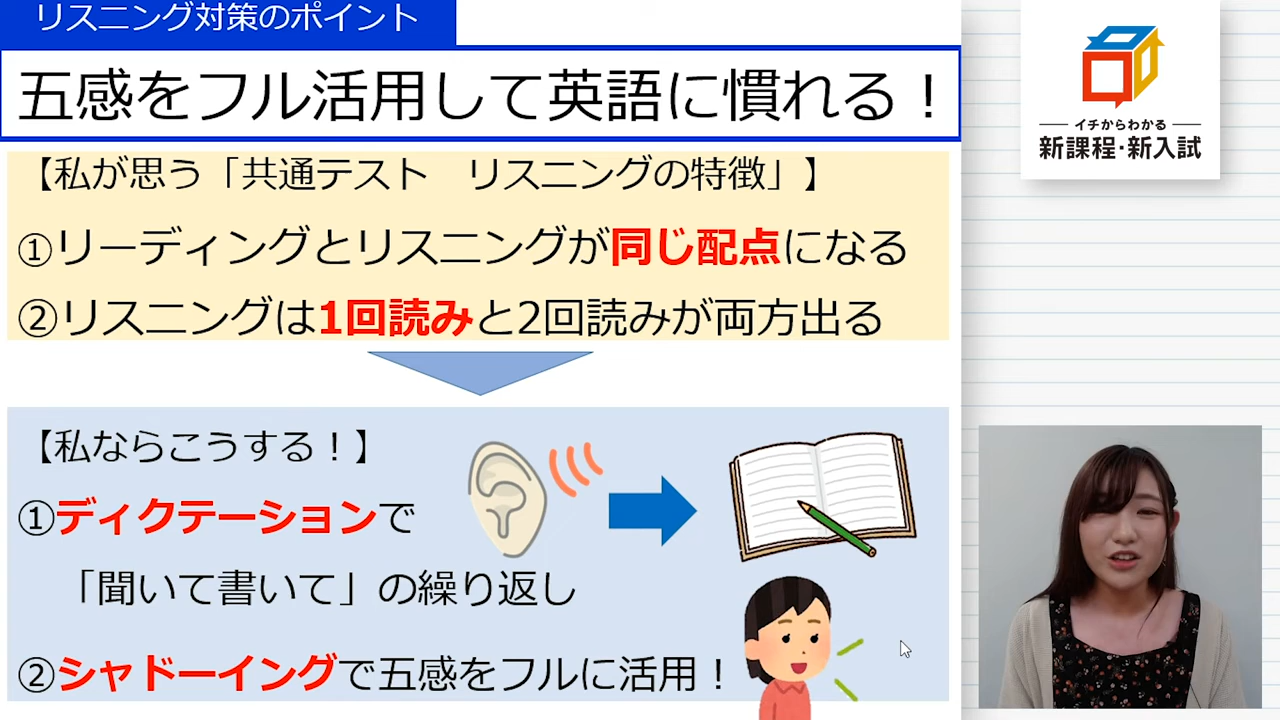 リスニング対策のポイント
五感をフル活用して英語に慣れる！
【私が思う「共通テスト　リスニングの特徴」】
①リーディングとリスニングが同じ配点になる
②リスニングは1回読みと2回読みが両方出る
【私ならこうする！】
①ディクテーションで
「聞いて書いて」の繰り返し
②シャドーイングで五感をフルに活用！
イチからわかる
新課程・新入試